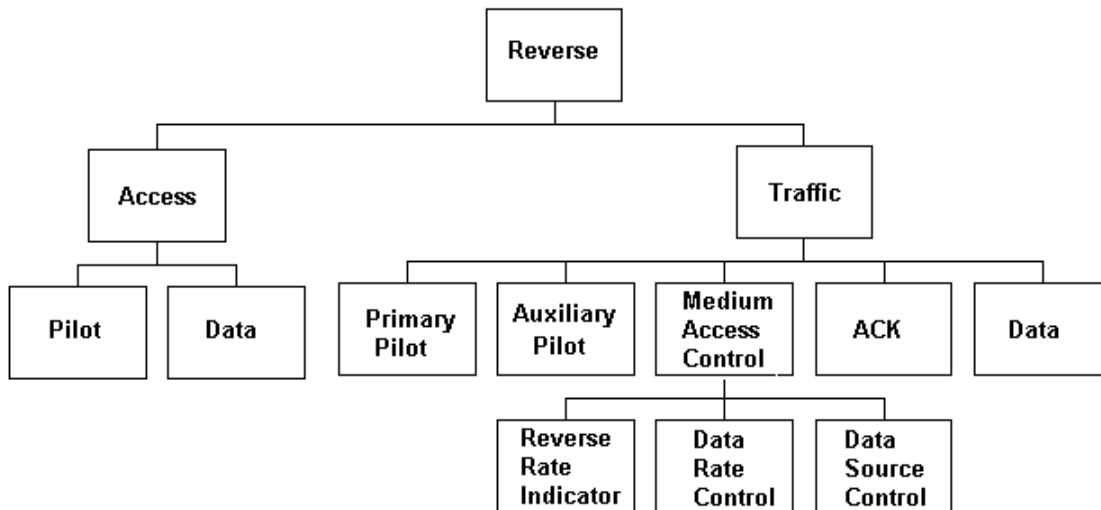 Reverse
Access
Traffic
Pilot
Data
Primary
Pilot
Auxiliary
Pilot
Medium
Access
Control
ACK
Data
Reverse
Rate
Indicator
Data
Rate
Control
Data
Source
Control